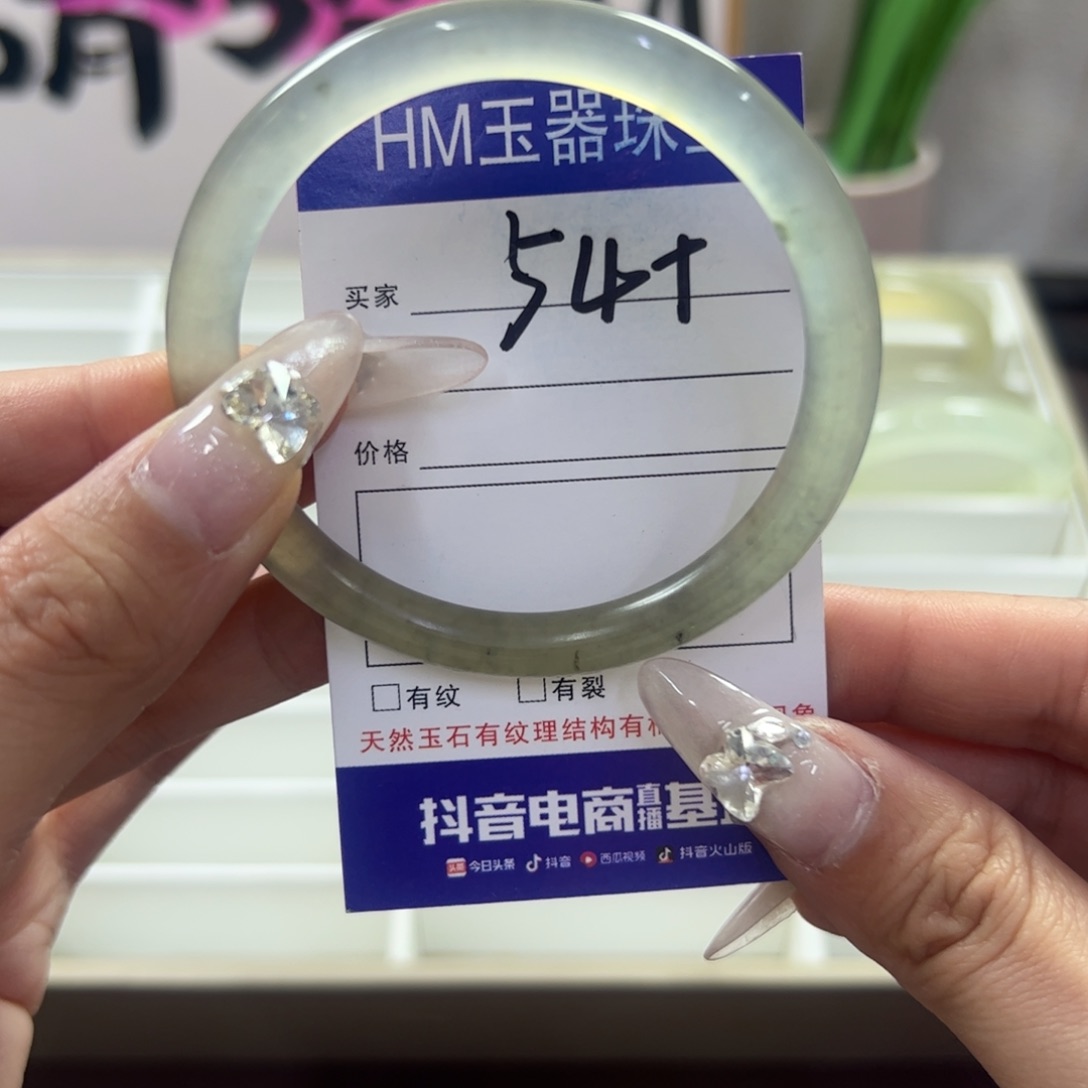 HM玉器珠
买家 54+
价格
有纹 有裂
天然玉石有纹理结构有
抖音电商直播基
今日头条 抖音 西瓜视频 抖音火山版